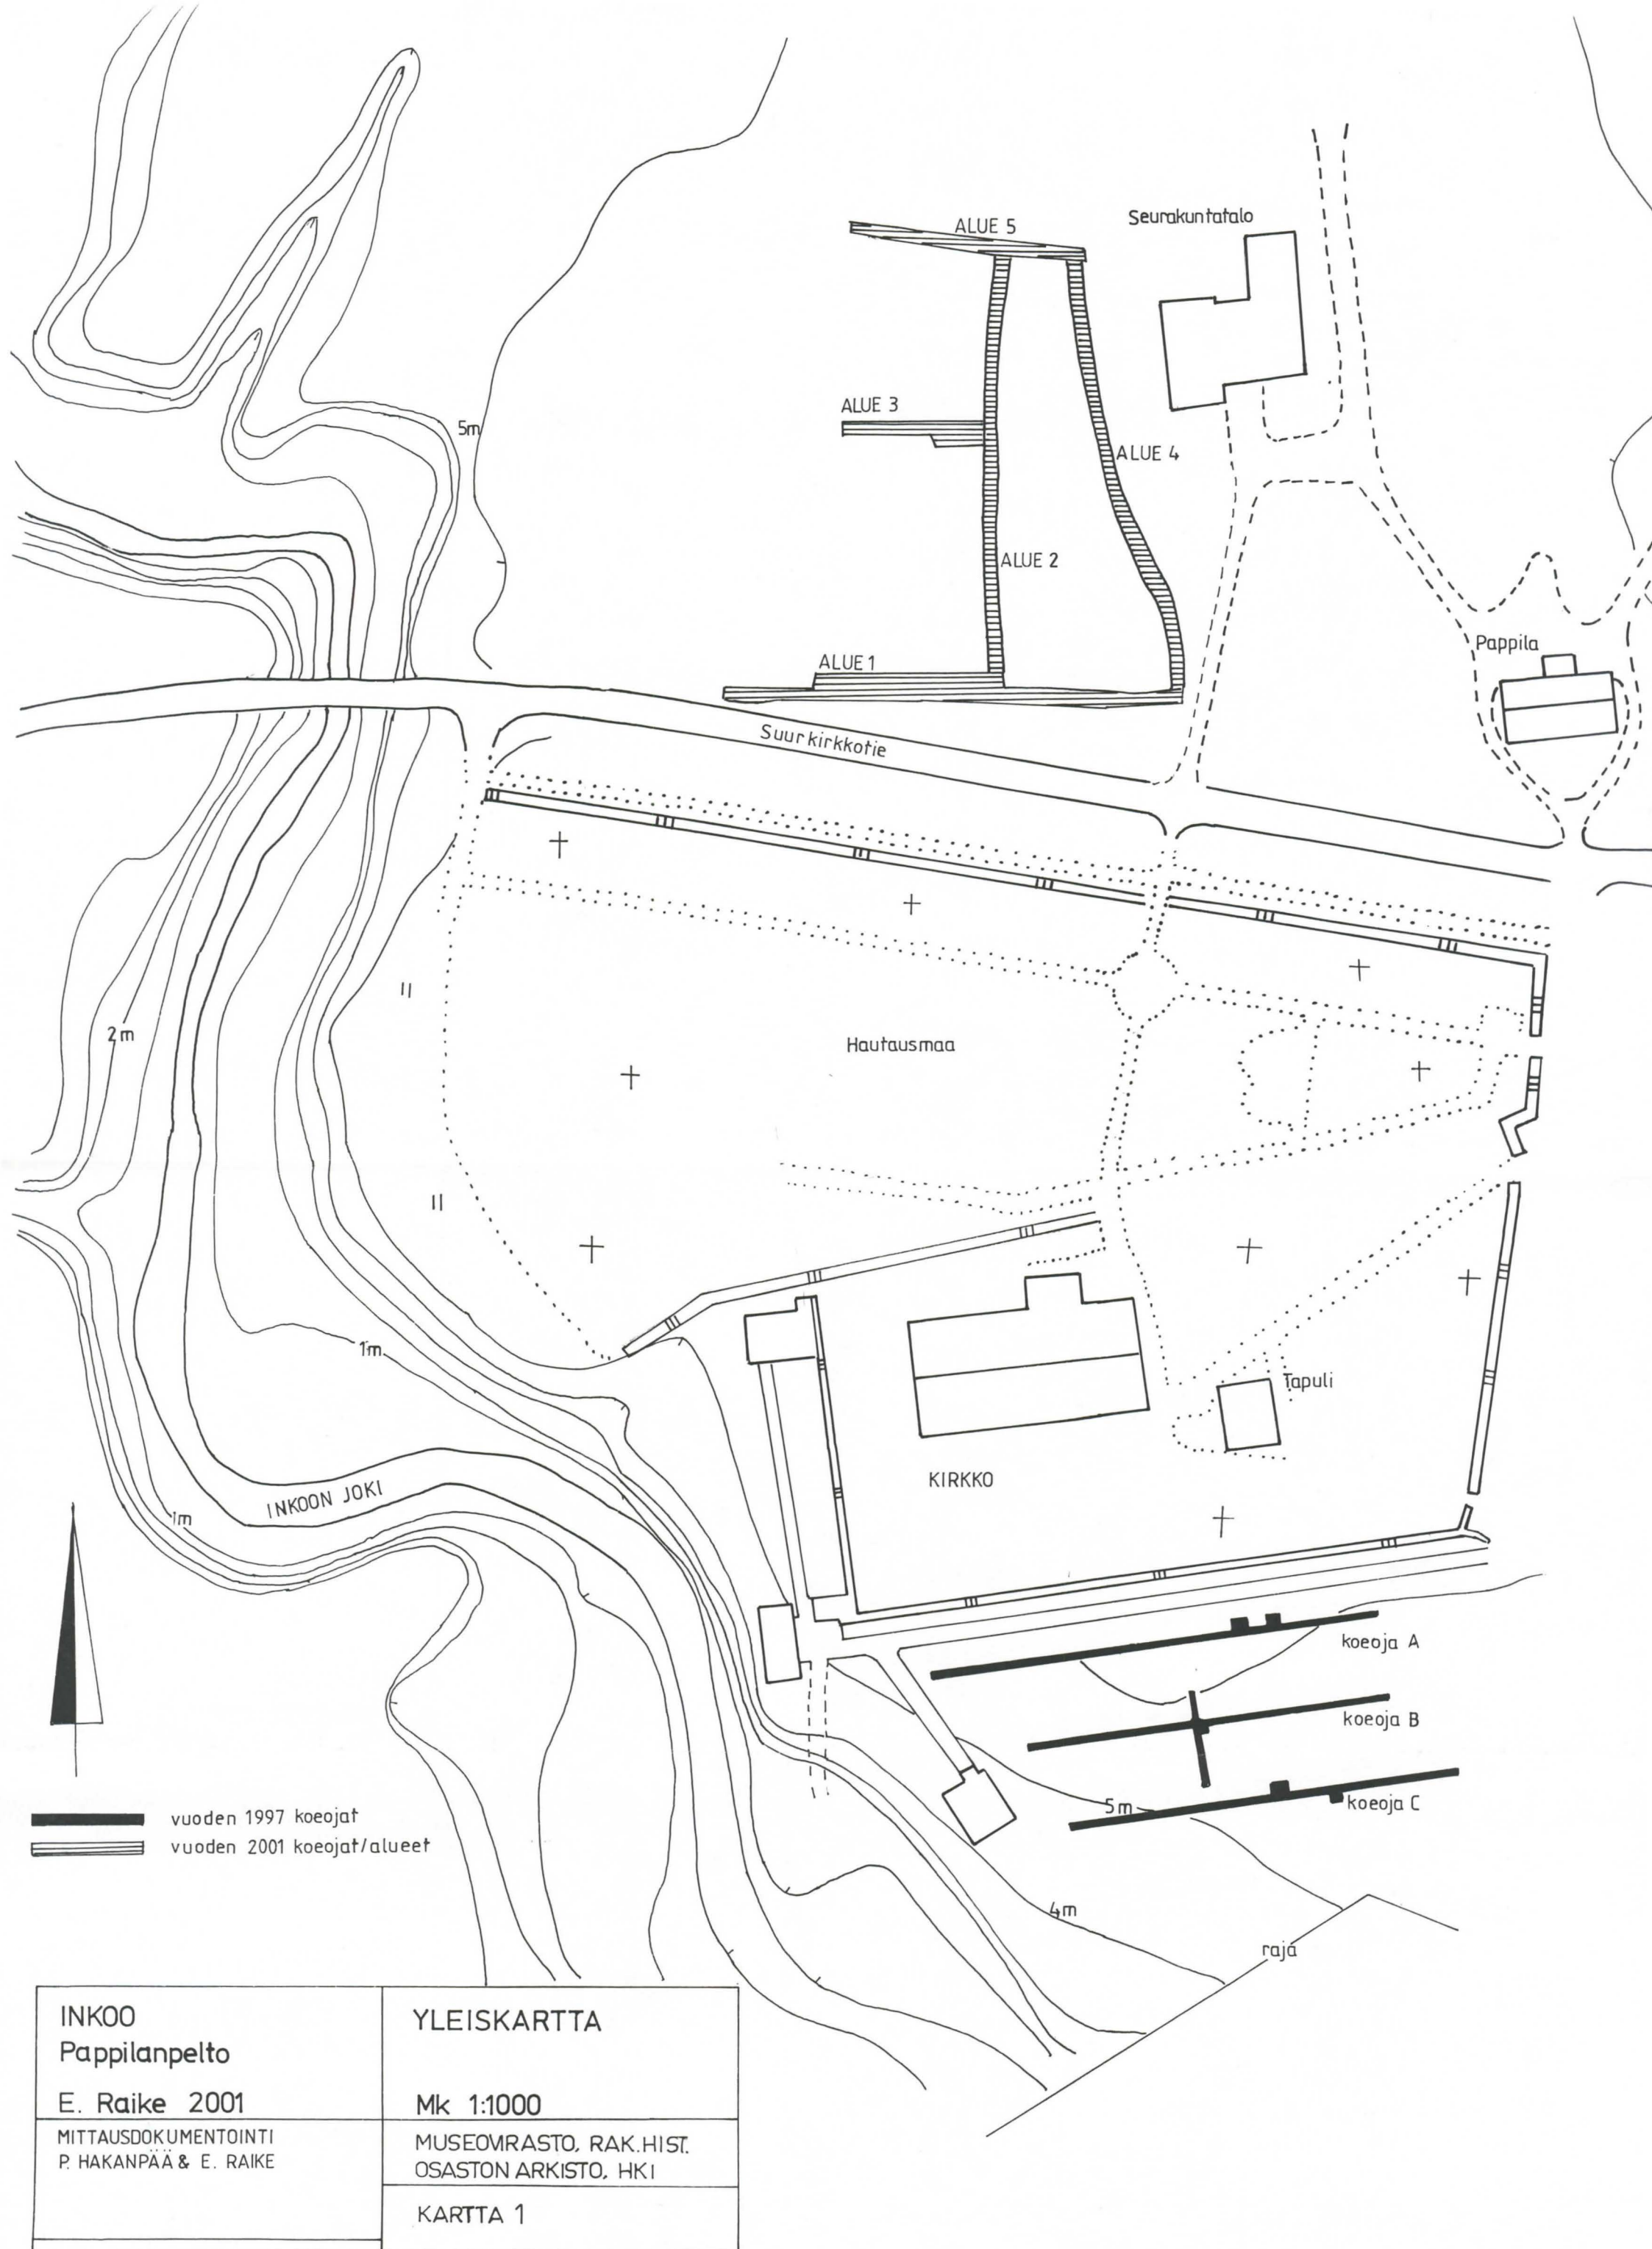 Seurakuntatalo
ALUE 5
ALUE 3
5m
ALUE 4
ALUE 2
Pappila
ALUE 1
Suurkirkkotie
2m
Hautausmaa
1m
Tapuli
KIRKKO
INKOON JOKI
1m
koeoja A
koeoja B
koeoja C
5m
vuoden 1997 koeojat
vuoden 2001 koeojat/alueet
4m
raja
INKOO
Pappilanpelto
E. Raike 2001
MITTAUSDOKUMENTOINTI
P. HAKANPÄÄ & E. RAIKE
YLEISKARTTA
Mk 1:1000
MUSEOVIRASTO, RAK.HIST.
OSASTON ARKISTO, HKI
KARTTA 1